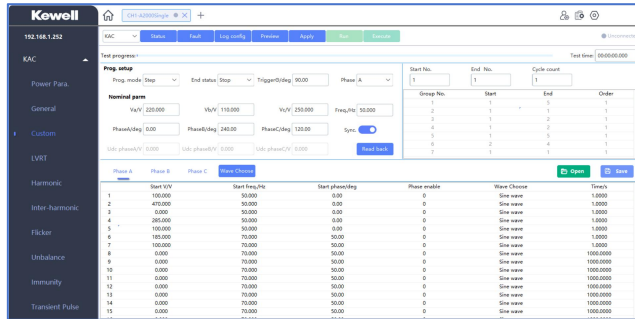 Kewell
CH1-A2000Single
192.168.1.252
KAC Status Fault Log config Preview Apply Run Execute
Test progress: Test time: 00:00:00.000
KAC
Power Para.
General
Custom
LVRT
Harmonic
Inter-harmonic
Flicker
Unbalance
Immunity
Transient Pulse
Prog. setup
Prog. mode Step End status Stop Trigger0/deg 90.00 Phase A
Nominal parm
Va/V 220.000 Vb/V 110.000 Vc/V 250.000 Freq./Hz 50.000
PhaseA/deg 0.00 PhaseB/deg 240.00 PhaseC/deg 120.00 Sync.
Udc phaseA/V 0.000 Udc phaseB/V 0.000 Udc phaseC/V 0.000 Read back
Start No. End No. Cycle count
1 1 1
Group No. Start End Order
1 1 5 1
2 1 1 1
3 1 2 1
4 1 2 1
5 1 5 1
6 2 4 1
7 1 1 1
Phase A Phase B Phase C Wave Choose Open Save
Start V/V Start freq./Hz Start phase/deg Phase enable Wave Choose Time/s
1 100.000 50.000 0.00 0 Sine wave 1.0000
2 470.000 50.000 0.00 0 Sine wave 1.0000
3 0.000 50.000 0.00 0 Sine wave 1.0000
4 285.000 50.000 0.00 0 Sine wave 1.0000
5 100.000 50.000 0.00 0 Sine wave 1.0000
6 185.000 70.000 50.00 0 Sine wave 1.0000
7 100.000 70.000 50.00 0 Sine wave 1.0000
8 0.000 70.000 50.00 0 Sine wave 1000.0000
9 0.000 70.000 50.00 0 Sine wave 1000.0000
10 0.000 70.000 50.00 0 Sine wave 1000.0000
11 0.000 70.000 50.00 0 Sine wave 1000.0000
12 0.000 70.000 50.00 0 Sine wave 1000.0000
13 0.000 70.000 50.00 0 Sine wave 1000.0000
14 0.000 70.000 50.00 0 Sine wave 1000.0000
15 0.000 70.000 50.00 0 Sine wave 1000.0000